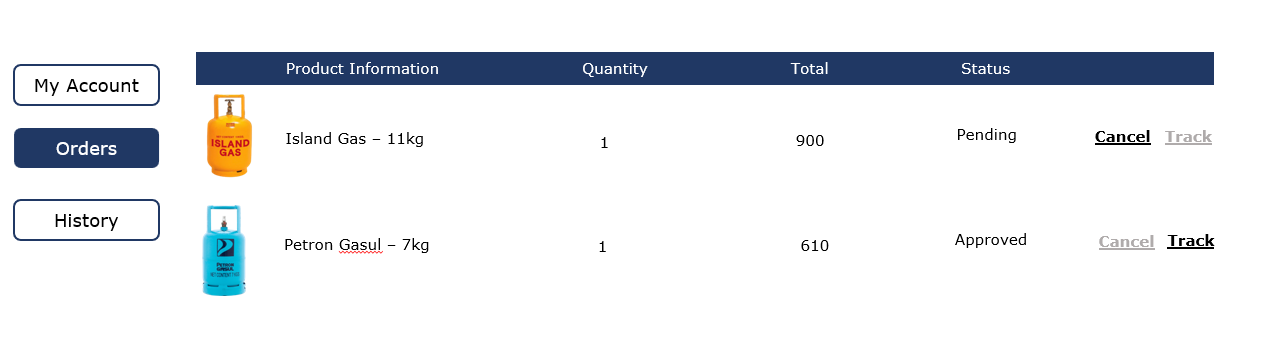 Product Information Quantity Total Status
My Account
Orders
History
ISLAND
GAS
Island Gas – 11kg 1 900 Pending Cancel Track
PETRON
GASUL
Petron Gasul – 7kg 1 610 Approved Cancel Track